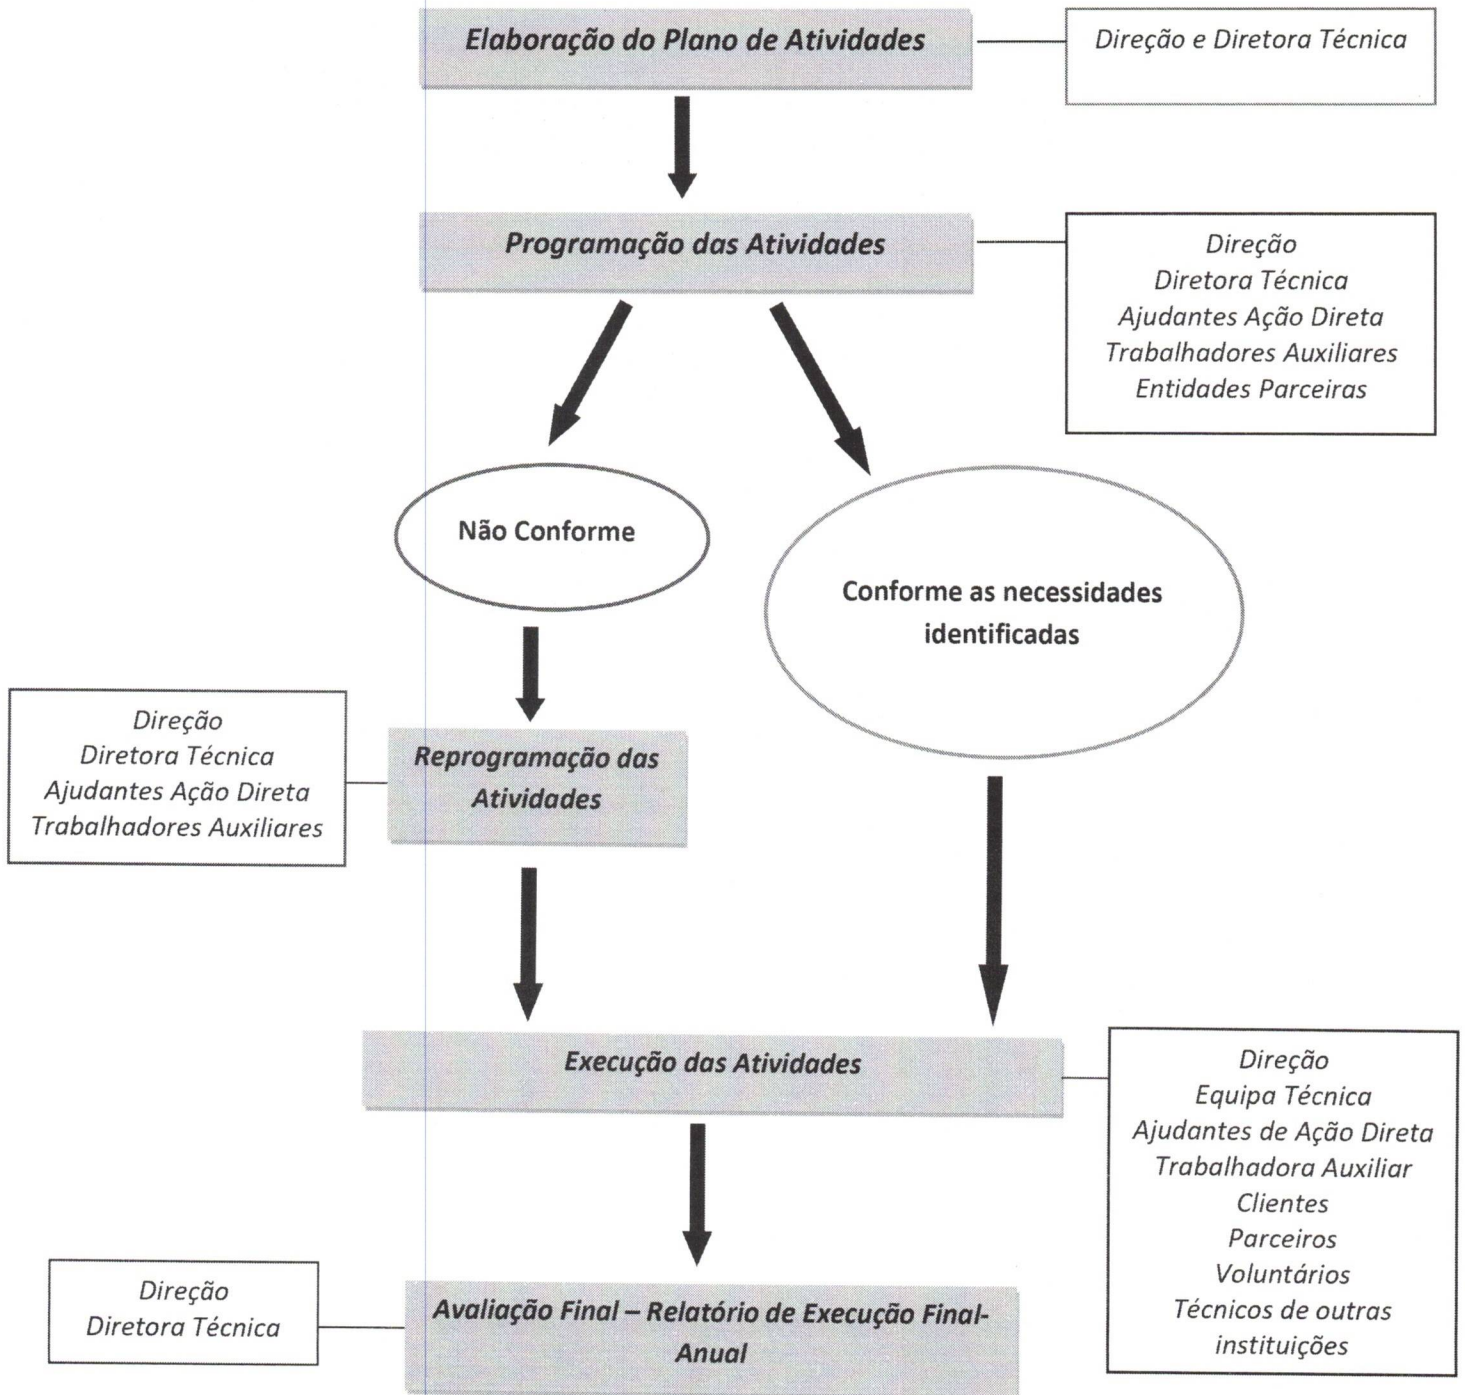 Elaboração do Plano de Atividades
Direção e Diretora Técnica
Programação das Atividades
Direção
Diretora Técnica
Ajudantes Ação Direta
Trabalhadores Auxiliares
Entidades Parceiras
Não Conforme
Conforme as necessidades
identificadas
Direção
Diretora Técnica
Ajudantes Ação Direta
Trabalhadores Auxiliares
Reprogramação das
Atividades
Execução das Atividades
Direção
Equipa Técnica
Ajudantes de Ação Direta
Trabalhadora Auxiliar
Clientes
Parceiros
Voluntários
Técnicos de outras
instituições
Direção
Diretora Técnica
Avaliação Final – Relatório de Execução Final-
Anual